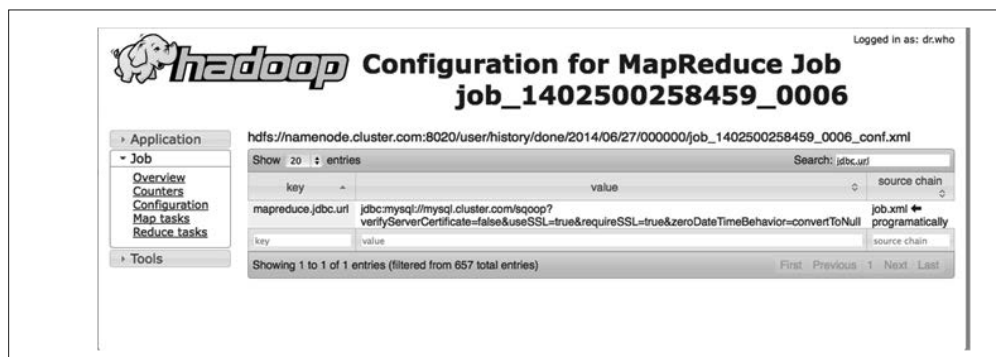 Logged in as: dr.who
hadoop
Configuration for MapReduce Job
job_1402500258459_0006
Application
Job
Overview
Counters
Configuration
Map tasks
Reduce tasks
Tools
hdfs://namenode.cluster.com:8020/user/history/done/2014/06/27/000000/job_1402500258459_0006_conf.xml
Show 20 entries
Search: jdbc.url
key value source chain
mapreduce.jdbc.url jdbc:mysql://mysql.cluster.com/sqoop? job.xml ⬅
verifyServerCertificate=false&useSSL=true&requireSSL=true&zeroDateTimeBehavior=convertToNull programatically
key value source chain
Showing 1 to 1 of 1 entries (filtered from 657 total entries)
First Previous 1 Next Last